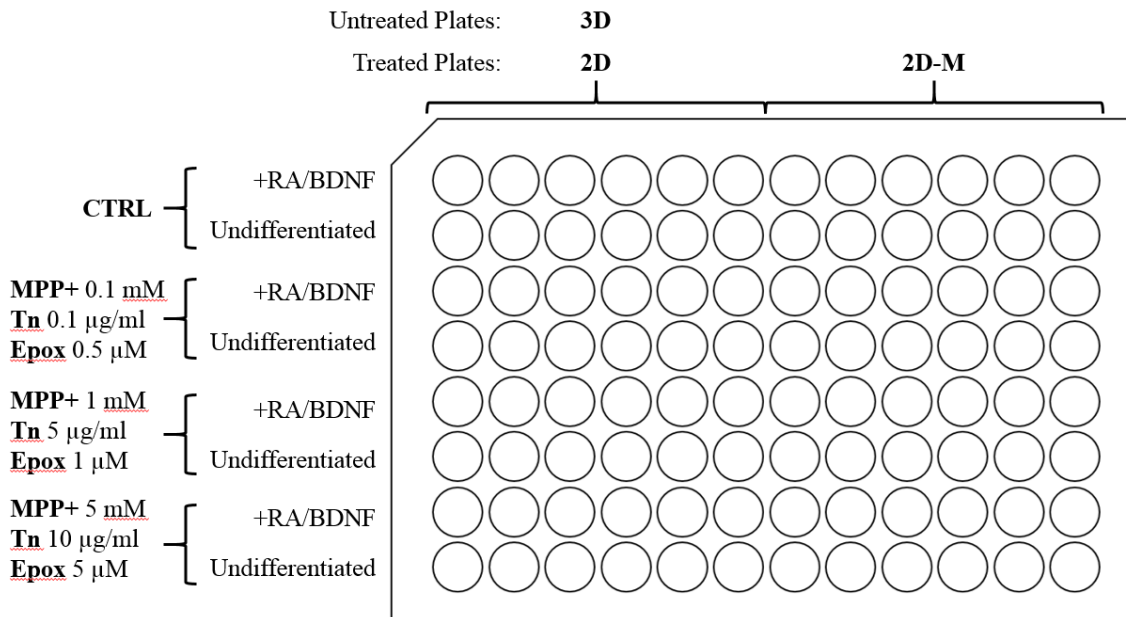 Untreated Plates: 3D
Treated Plates: 2D 2D-M
CTRL
+RA/BDNF
Undifferentiated
MPP+ 0.1 mM
Tn 0.1 µg/ml
Epox 0.5 µM
+RA/BDNF
Undifferentiated
MPP+ 1 mM
Tn 5 µg/ml
Epox 1 µM
+RA/BDNF
Undifferentiated
MPP+ 5 mM
Tn 10 µg/ml
Epox 5 µM
+RA/BDNF
Undifferentiated